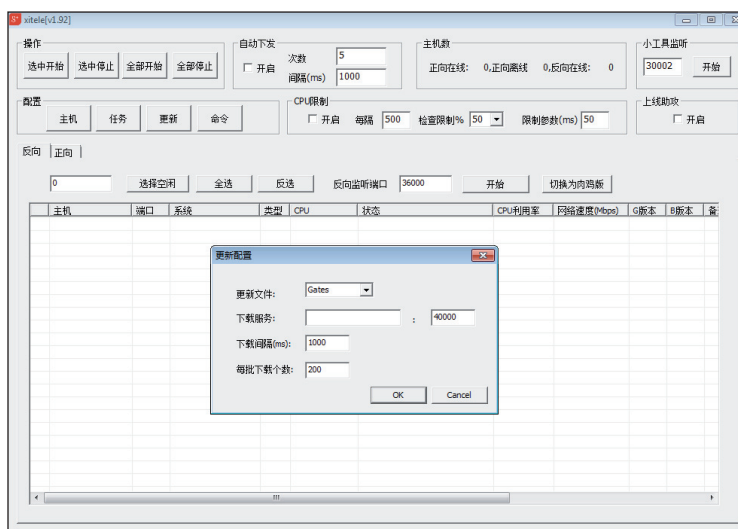 xitele[v1.92]
操作
选中开始 选中停止 全部开始 全部停止
自动下发
开启
次数 5
间隔(ms) 1000
主机数
正向在线: 0,正向离线 0,反向在线: 0
小工具监听
30002 开始
配置
主机 任务 更新 命令
CPU限制
开启 每隔 500 检查限制% 50 限制参数(ms) 50
上线助攻
开启
反向 正向
0 选择空闲 全选 反选 反向监听端口 36000 开始 切换为肉鸡版
主机 端口 系统 类型 CPU 状态 CPU利用率 网络速度(Mbps) G版本 B版本 备
更新配置
更新文件: Gates
下载服务: : 40000
下载间隔(ms): 1000
每批下载个数: 200
OK Cancel